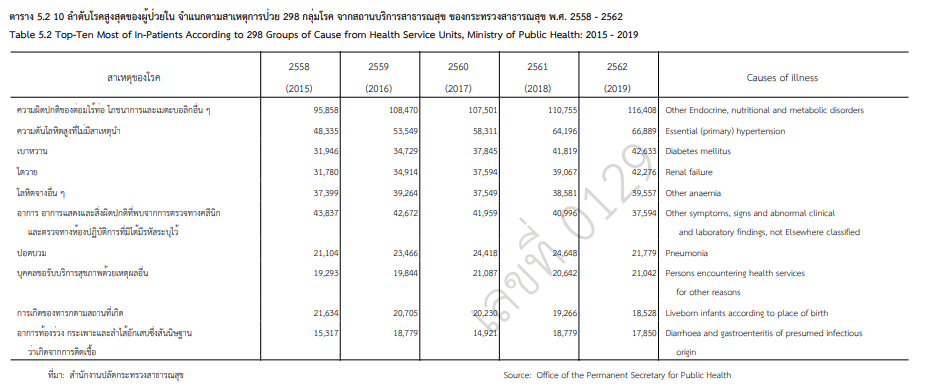 ตาราง 5.2 10 ลำดับโรคสูงสุดของผู้ป่วยใน จำแนกตามสาเหตุการป่วย 298 กลุ่มโรค จากสถานบริการสาธารณสุข ของกระทรวงสาธารณสุข พ.ศ. 2558 - 2562
Table 5.2 Top-Ten Most of In-Patients According to 298 Groups of Cause from Health Service Units, Ministry of Public Health: 2015 - 2019
สาเหตุของโรค 2558 2559 2560 2561 2562 Causes of illness
(2015) (2016) (2017) (2018) (2019)
ความผิดปกติของต่อมไร้ท่อ โภชนาการและเมตะบอลิกอื่น ๆ 95,858 108,470 107,501 110,755 116,408 Other Endocrine, nutritional and metabolic disorders
ความดันโลหิตสูงที่ไม่มีสาเหตุนำ 48,335 53,549 58,311 64,196 66,889 Essential (primary) hypertension
เบาหวาน 31,946 34,729 37,845 41,819 42,633 Diabetes mellitus
ไตวาย 31,780 34,914 37,594 39,067 42,276 Renal failure
โลหิตจางอื่น ๆ 37,399 39,264 37,549 38,581 39,557 Other anaemia
อาการ อาการแสดงและสิ่งผิดปกติที่พบจากการตรวจทางคลินิก 43,837 42,672 41,959 40,996 37,594 Other symptoms, signs and abnormal clinical
และตรวจทางห้องปฏิบัติการที่มิได้มีรหัสระบุไว้ and laboratory findings, not Elsewhere classified
ปอดบวม 21,104 23,466 24,418 24,648 21,779 Pneumonia
บุคคลขอรับบริการสุขภาพด้วยเหตุผลอื่น 19,293 19,844 21,087 20,642 21,042 Persons encountering health services
for other reasons
การเกิดของทารกตามสถานที่เกิด 21,634 20,705 20,230 19,266 18,528 Liveborn infants according to place of birth
อาการท้องร่วง กระเพาะและลำไส้อักเสบซึ่งสันนิษฐาน 15,317 18,779 14,921 18,779 17,850 Diarrhoea and gastroenteritis of presumed infectious
ว่าเกิดจากการติดเชื้อ origin
ที่มา: สำนักงานปลัดกระทรวงสาธารณสุข Source: Office of the Permanent Secretary for Public Health
เลขที่ 0129